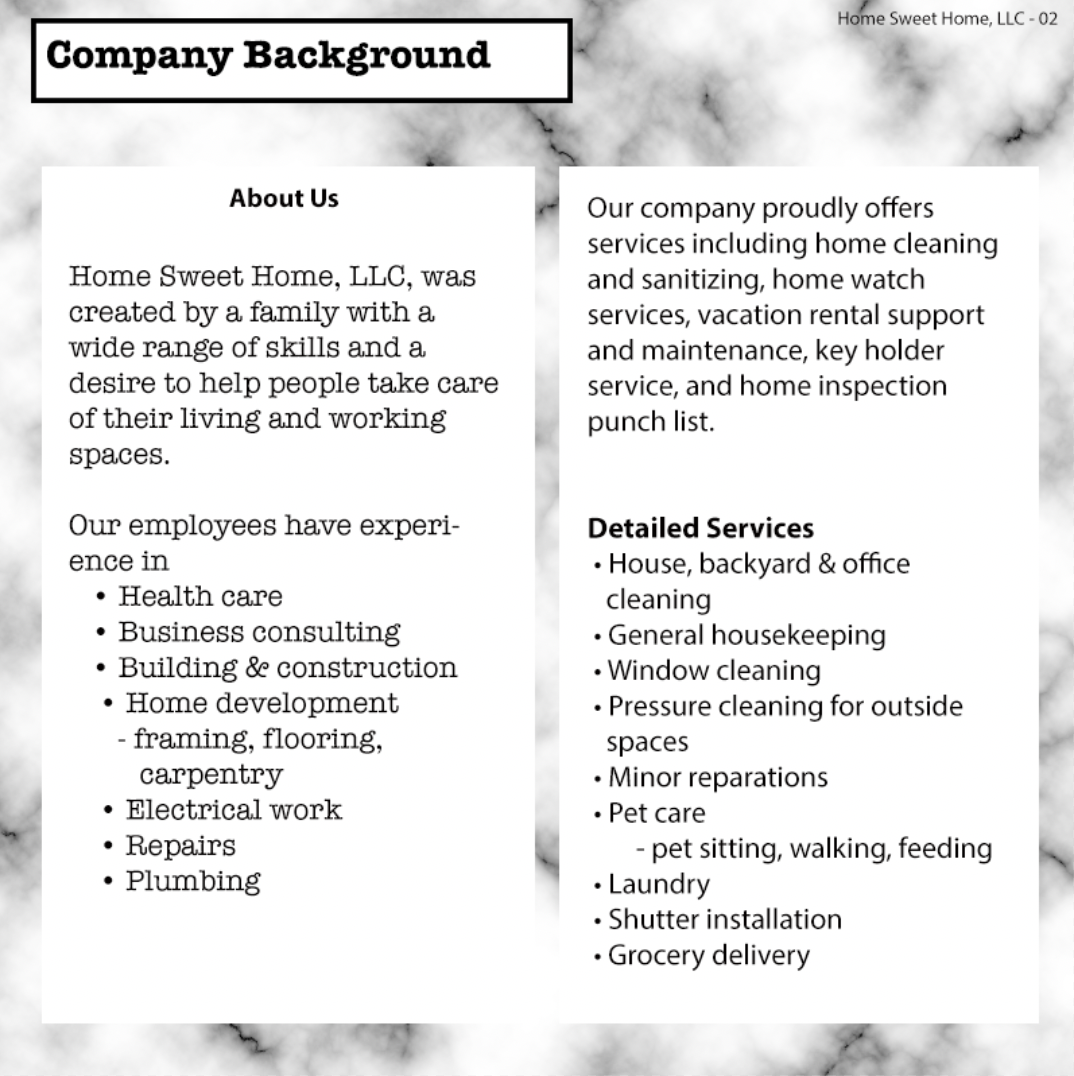 Home Sweet Home, LLC - 02
Company Background
About Us
Home Sweet Home, LLC, was
created by a family with a
wide range of skills and a
desire to help people take care
of their living and working
spaces.
Our employees have experi-
ence in
• Health care
• Business consulting
• Building & construction
• Home development
- framing, flooring,
carpentry
• Electrical work
• Repairs
• Plumbing
Our company proudly offers
services including home cleaning
and sanitizing, home watch
services, vacation rental support
and maintenance, key holder
service, and home inspection
punch list.
Detailed Services
• House, backyard & office
cleaning
• General housekeeping
• Window cleaning
• Pressure cleaning for outside
spaces
• Minor reparations
• Pet care
- pet sitting, walking, feeding
• Laundry
• Shutter installation
• Grocery delivery